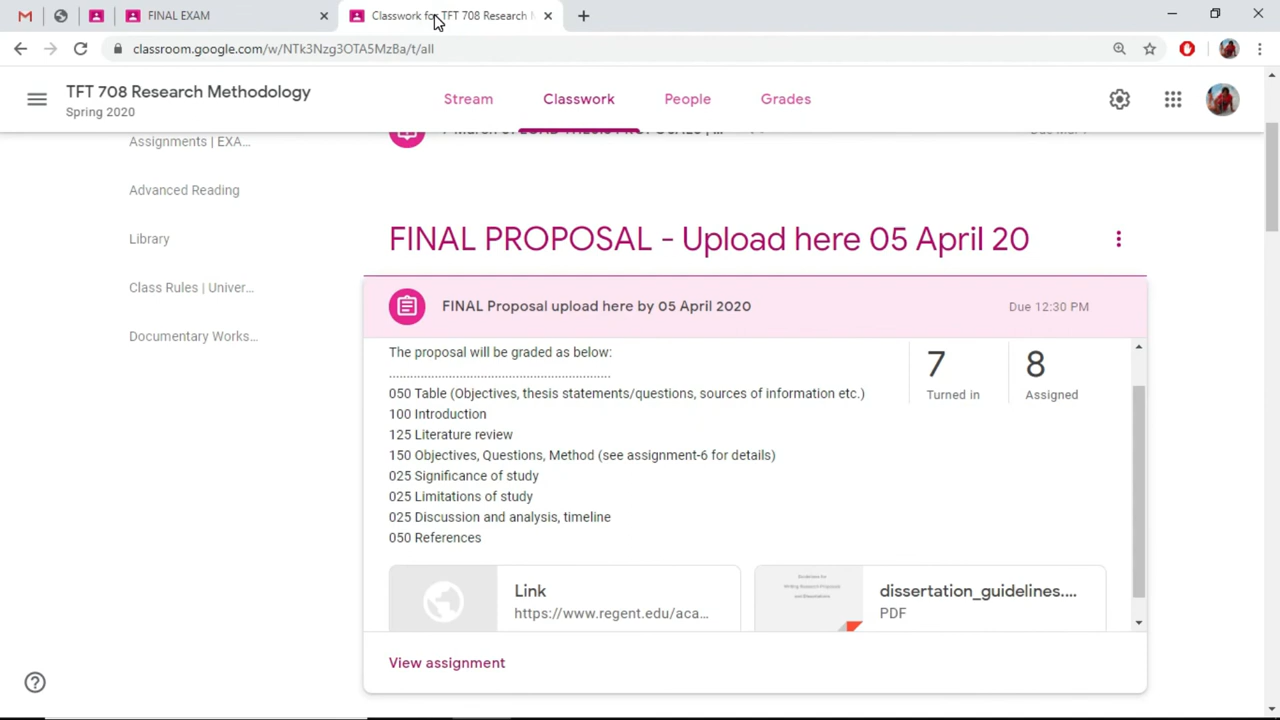 FINAL EXAM
Classwork for TFT 708 Research M
classroom.google.com/w/NTk3Nzg3OTA5MzBa/t/all
TFT 708 Research Methodology
Spring 2020
Stream
Classwork
People
Grades
Assignments | EXA...
Advanced Reading
Library
Class Rules | Univer...
Documentary Works...
FINAL PROPOSAL - Upload here 05 April 20
FINAL Proposal upload here by 05 April 2020
Due 12:30 PM
The proposal will be graded as below:
.......................................................
050 Table (Objectives, thesis statements/questions, sources of information etc.)
100 Introduction
125 Literature review
150 Objectives, Questions, Method (see assignment-6 for details)
025 Significance of study
025 Limitations of study
025 Discussion and analysis, timeline
050 References
7
Turned in
8
Assigned
Link
https://www.regent.edu/aca...
dissertation_guidelines....
PDF
View assignment